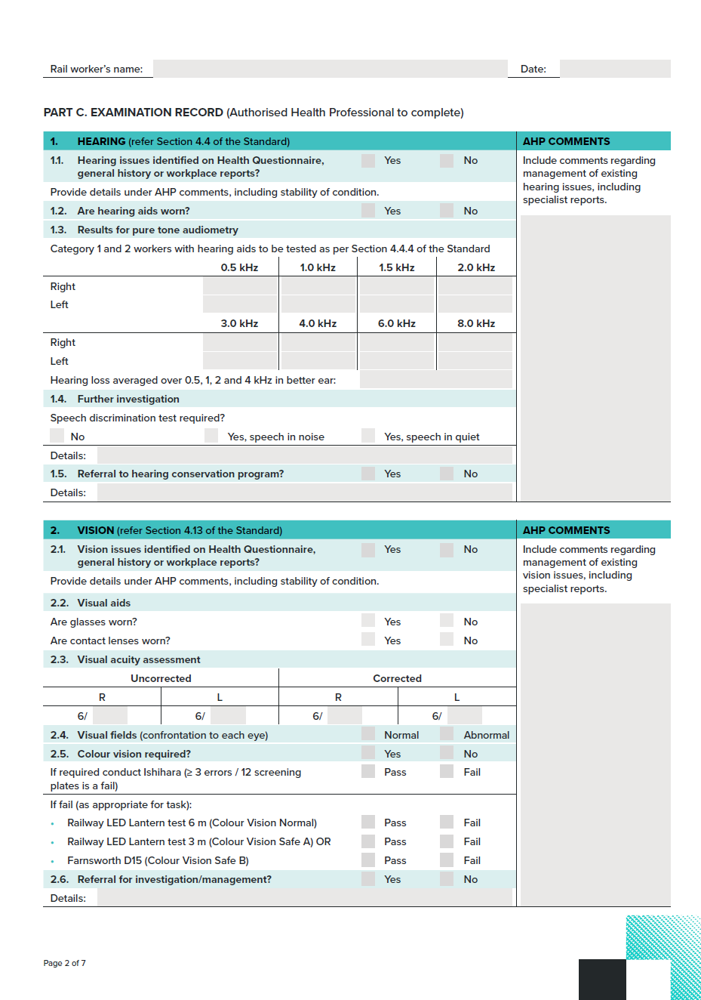 Rail worker's name:
Date:
PART C. EXAMINATION RECORD (Authorised Health Professional to complete)
1. HEARING (refer Section 4.4 of the Standard)
AHP COMMENTS
1.1. Hearing issues identified on Health Questionnaire,
general history or workplace reports?
Yes No
Include comments regarding
management of existing
hearing issues, including
specialist reports.
Provide details under AHP comments, including stability of condition.
1.2. Are hearing aids worn? Yes No
1.3. Results for pure tone audiometry
Category 1 and 2 workers with hearing aids to be tested as per Section 4.4.4 of the Standard
0.5 kHz 1.0 kHz 1.5 kHz 2.0 kHz
Right
Left
3.0 kHz 4.0 kHz 6.0 kHz 8.0 kHz
Right
Left
Hearing loss averaged over 0.5, 1, 2 and 4 kHz in better ear:
1.4. Further investigation
Speech discrimination test required?
No Yes, speech in noise Yes, speech in quiet
Details:
1.5. Referral to hearing conservation program? Yes No
Details:
2. VISION (refer Section 4.13 of the Standard)
AHP COMMENTS
2.1. Vision issues identified on Health Questionnaire,
general history or workplace reports?
Yes No
Include comments regarding
management of existing
vision issues, including
specialist reports.
Provide details under AHP comments, including stability of condition.
2.2. Visual aids
Are glasses worn? Yes No
Are contact lenses worn? Yes No
2.3. Visual acuity assessment
Uncorrected Corrected
R L R L
6/ 6/ 6/ 6/
2.4. Visual fields (confrontation to each eye) Normal Abnormal
2.5. Colour vision required? Yes No
If required conduct Ishihara (≥ 3 errors / 12 screening
plates is a fail)
Pass Fail
If fail (as appropriate for task):
• Railway LED Lantern test 6 m (Colour Vision Normal) Pass Fail
• Railway LED Lantern test 3 m (Colour Vision Safe A) OR Pass Fail
• Farnsworth D15 (Colour Vision Safe B) Pass Fail
2.6. Referral for investigation/management? Yes No
Details:
Page 2 of 7